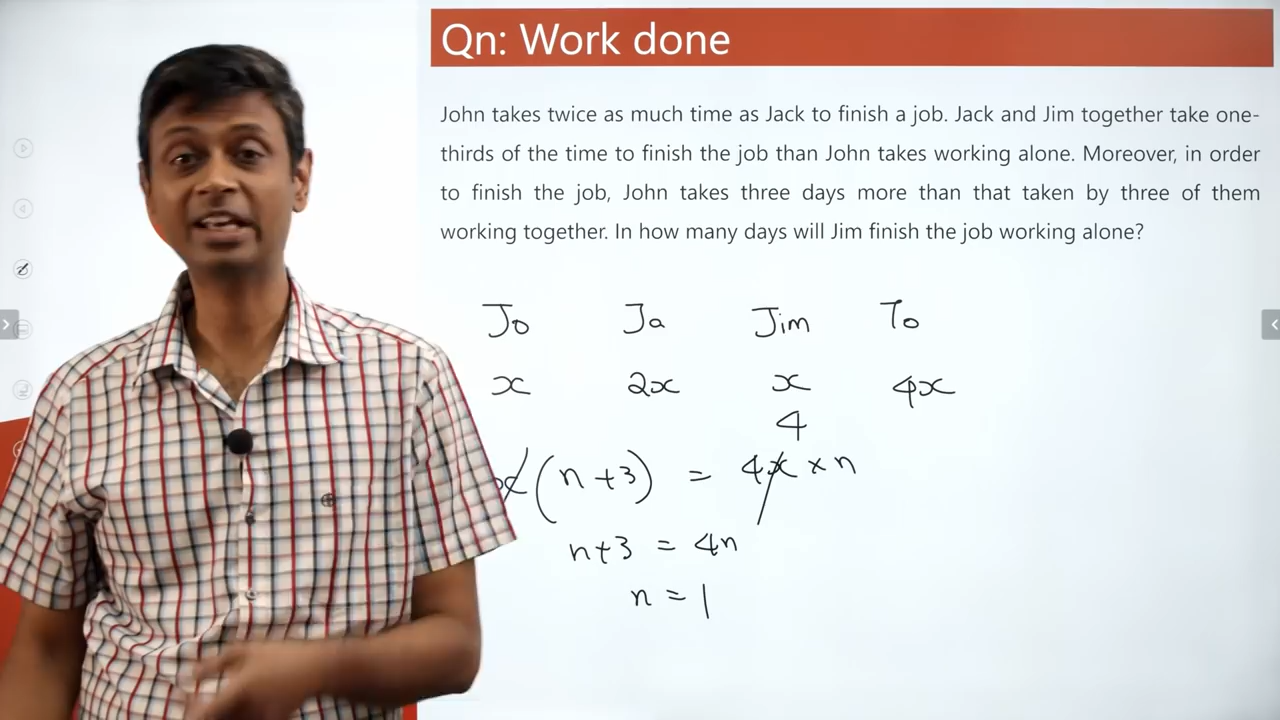 Qn: Work done
John takes twice as much time as Jack to finish a job. Jack and Jim together take one-
thirds of the time to finish the job than John takes working alone. Moreover, in order
to finish the job, John takes three days more than that taken by three of them
working together. In how many days will Jim finish the job working alone?
Jo Ja Jim To
x 2x x 4x
4
x(n+3) = 4x × n
n+3 = 4n
n = 1